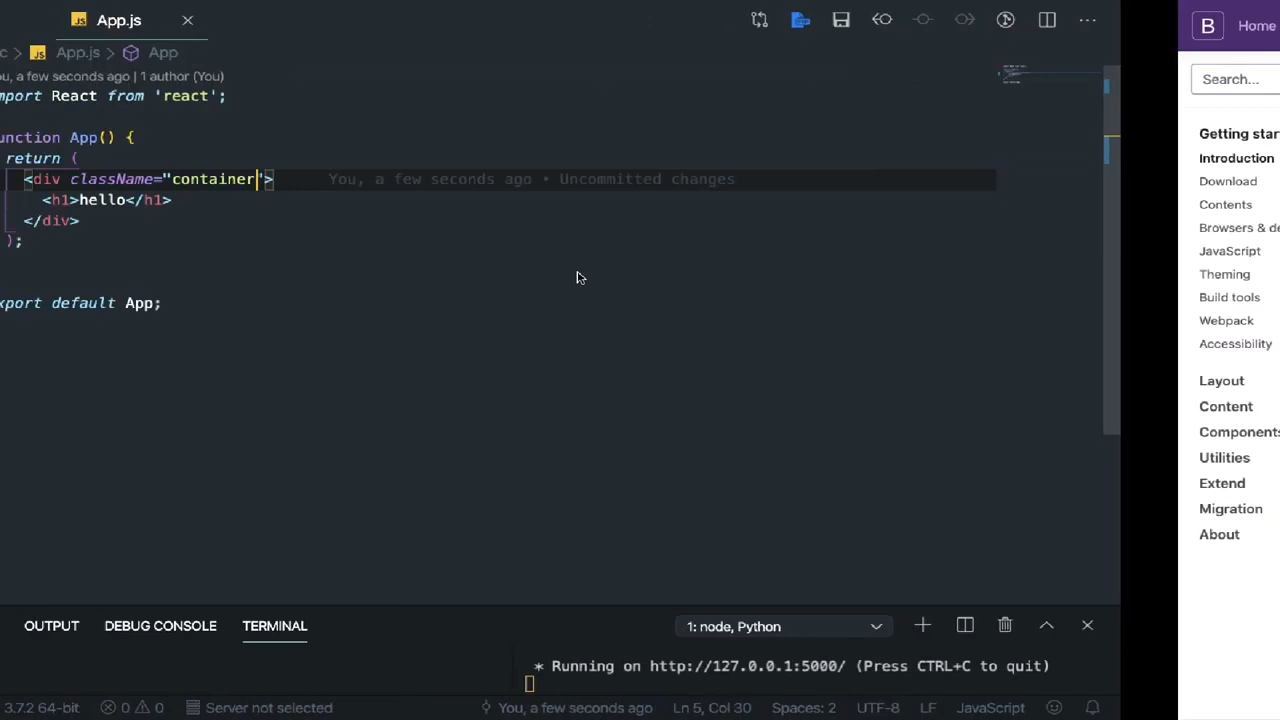 App.js
c > App.js > App
u, a few seconds ago | 1 author (You)
mport React from 'react';
unction App() {
return (
<div className="container"> You, a few seconds ago • Uncommitted changes
<h1>hello</h1>
</div>
);
xport default App;
OUTPUT DEBUG CONSOLE TERMINAL
1: node, Python
* Running on http://127.0.0.1:5000/ (Press CTRL+C to quit)
3.7.2 64-bit 0 0 Server not selected You, a few seconds ago Ln 5, Col 30 Spaces: 2 UTF-8 LF JavaScript
B Home
Search...
Getting star
Introduction
Download
Contents
Browsers & de
JavaScript
Theming
Build tools
Webpack
Accessibility
Layout
Content
Components
Utilities
Extend
Migration
About